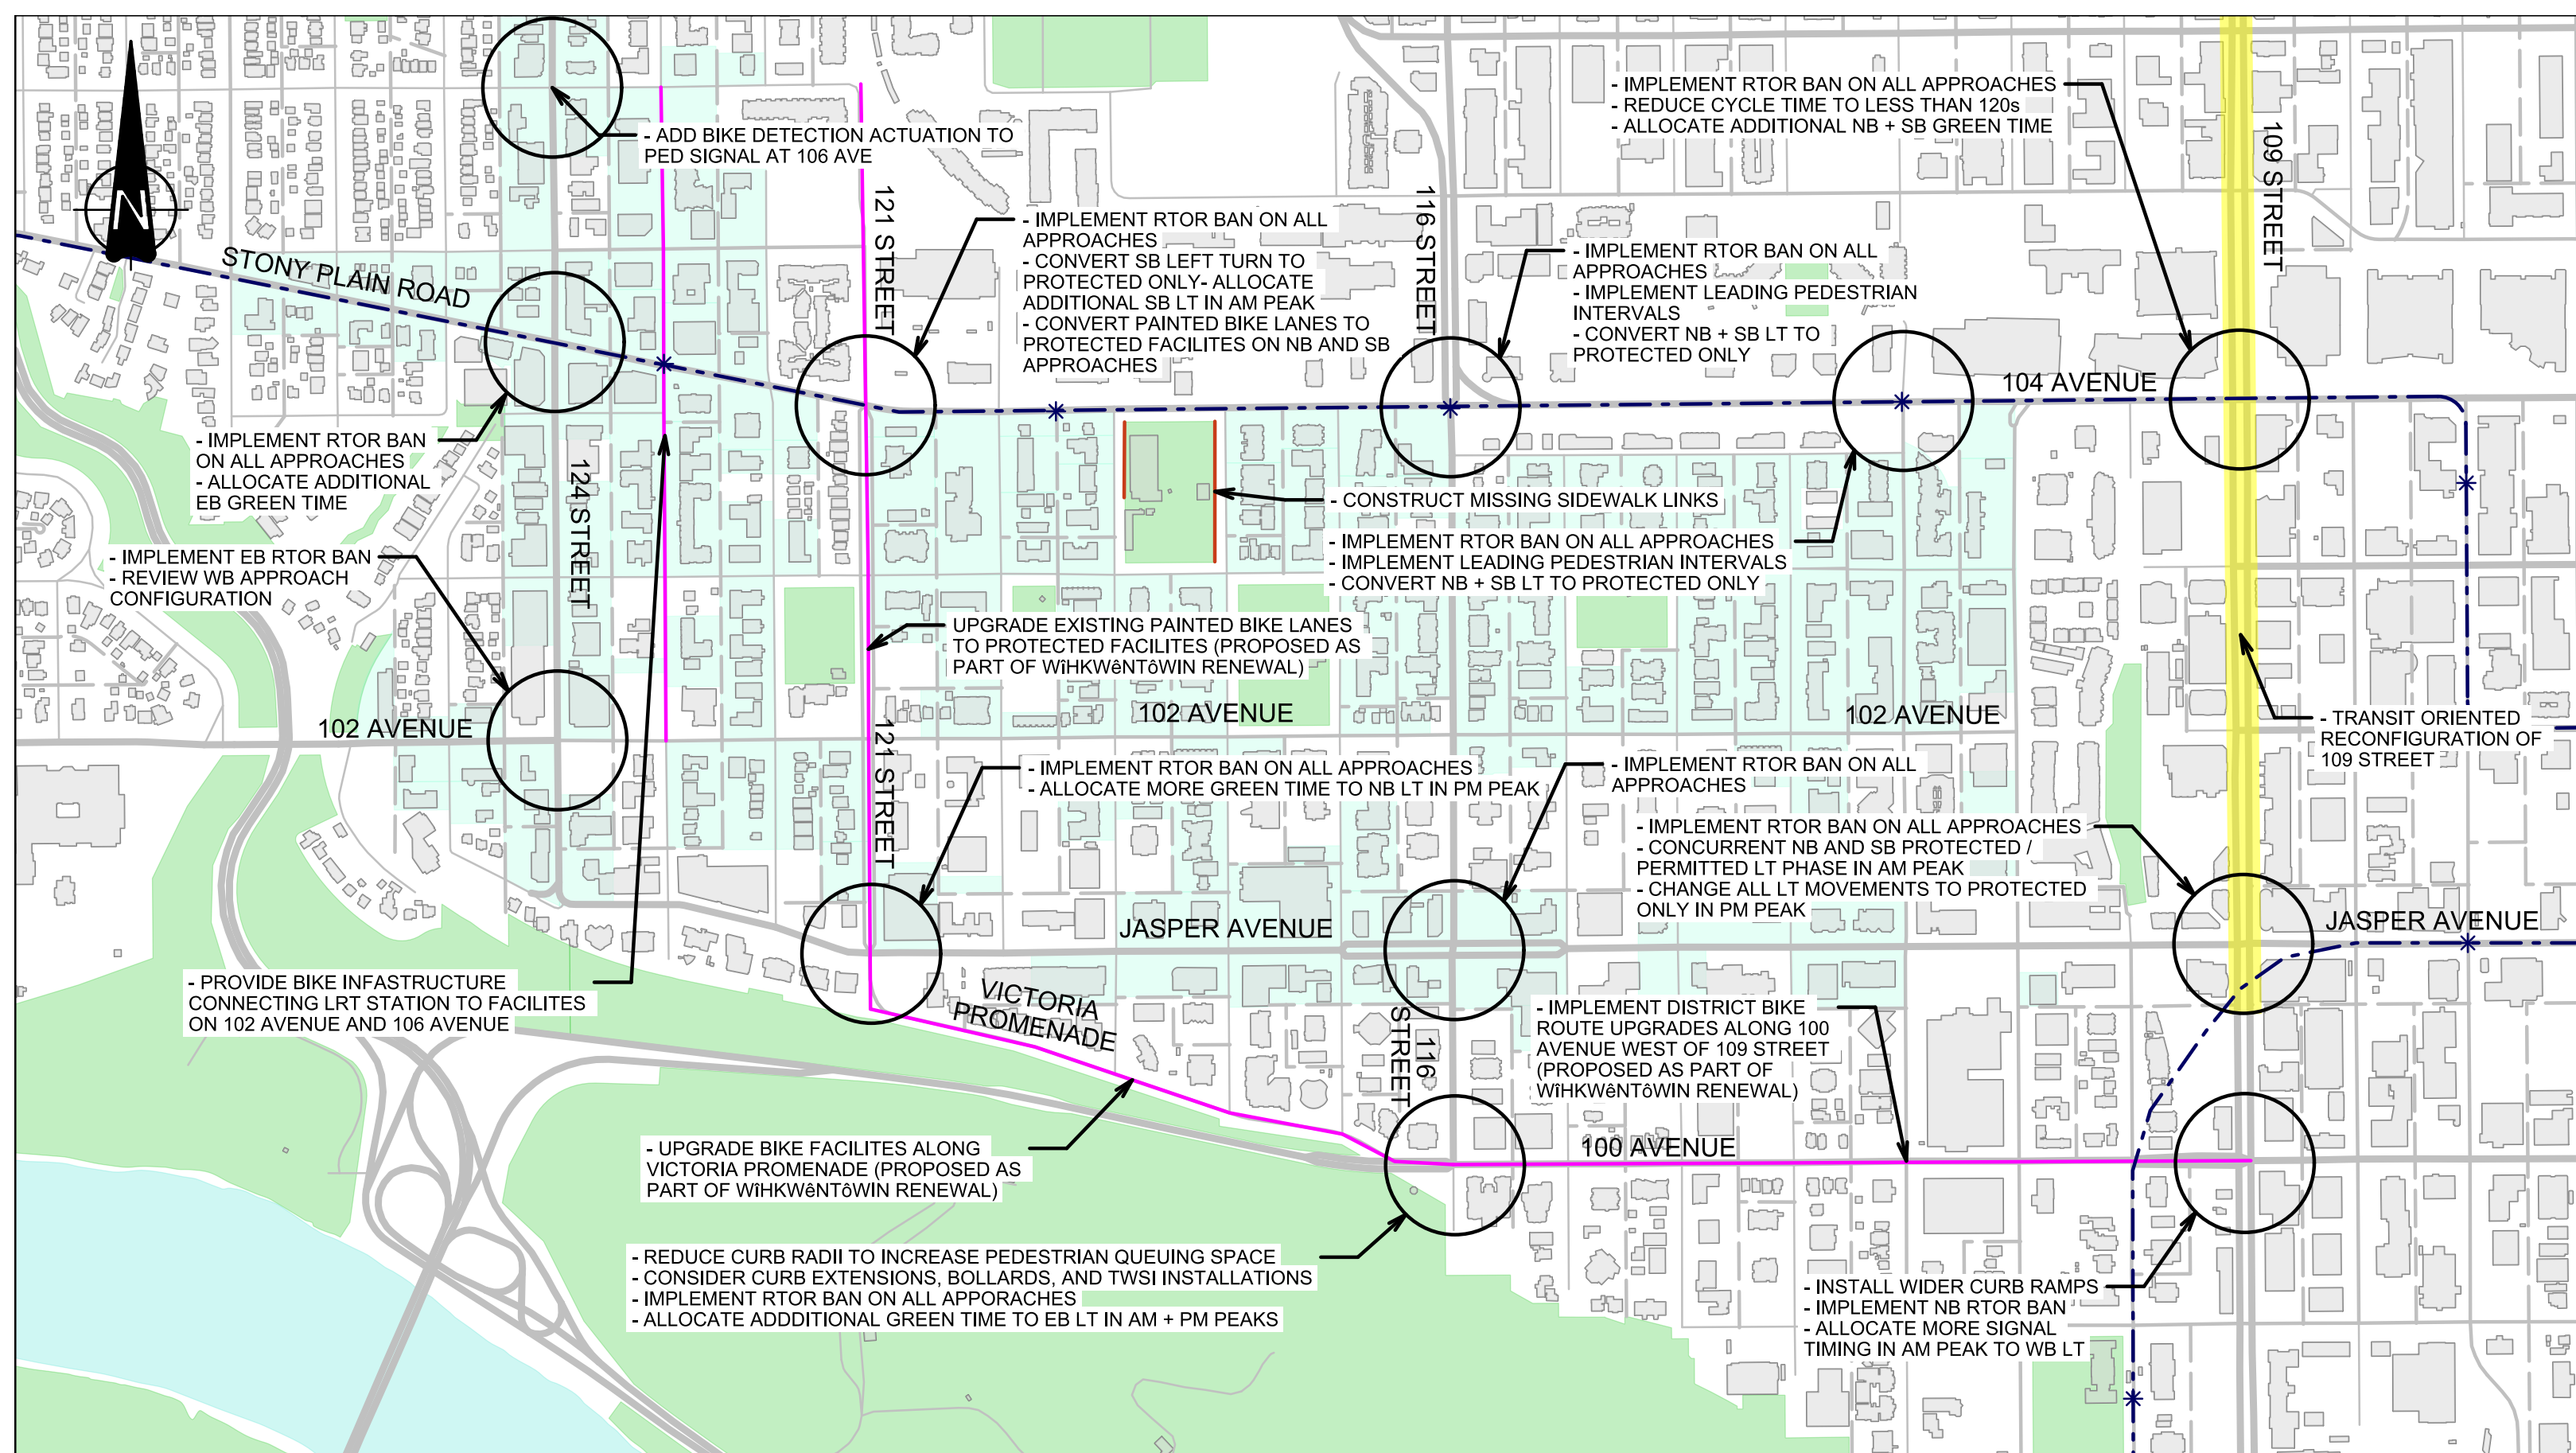 - IMPLEMENT RTOR BAN ON ALL APPROACHES
- REDUCE CYCLE TIME TO LESS THAN 120s
- ALLOCATE ADDITIONAL NB + SB GREEN TIME
109 STREET
- ADD BIKE DETECTION ACTUATION TO
PED SIGNAL AT 106 AVE
N
STONY PLAIN ROAD
121 STREET
- IMPLEMENT RTOR BAN ON ALL
APPROACHES
- CONVERT SB LEFT TURN TO
PROTECTED ONLY- ALLOCATE
ADDITIONAL SB LT IN AM PEAK
- CONVERT PAINTED BIKE LANES TO
PROTECTED FACILITES ON NB AND SB
APPROACHES
116 STREET
- IMPLEMENT RTOR BAN ON ALL
APPROACHES
- IMPLEMENT LEADING PEDESTRIAN
INTERVALS
- CONVERT NB + SB LT TO
PROTECTED ONLY
104 AVENUE
- IMPLEMENT RTOR BAN
ON ALL APPROACHES
- ALLOCATE ADDITIONAL
EB GREEN TIME
124 STREET
- CONSTRUCT MISSING SIDEWALK LINKS
- IMPLEMENT RTOR BAN ON ALL APPROACHES
- IMPLEMENT LEADING PEDESTRIAN INTERVALS
- CONVERT NB + SB LT TO PROTECTED ONLY
- IMPLEMENT EB RTOR BAN
- REVIEW WB APPROACH
CONFIGURATION
UPGRADE EXISTING PAINTED BIKE LANES
TO PROTECTED FACILITES (PROPOSED AS
PART OF WîHKWêNTôWIN RENEWAL)
102 AVENUE
102 AVENUE
102 AVENUE
- TRANSIT ORIENTED
RECONFIGURATION OF
109 STREET
121 STREET
- IMPLEMENT RTOR BAN ON ALL APPROACHES
- ALLOCATE MORE GREEN TIME TO NB LT IN PM PEAK
- IMPLEMENT RTOR BAN ON ALL
APPROACHES
- IMPLEMENT RTOR BAN ON ALL APPROACHES
- CONCURRENT NB AND SB PROTECTED /
PERMITTED LT PHASE IN AM PEAK
- CHANGE ALL LT MOVEMENTS TO PROTECTED
ONLY IN PM PEAK
JASPER AVENUE
JASPER AVENUE
- PROVIDE BIKE INFASTRUCTURE
CONNECTING LRT STATION TO FACILITES
ON 102 AVENUE AND 106 AVENUE
VICTORIA
PROMENADE
116
STREET
- IMPLEMENT DISTRICT BIKE
ROUTE UPGRADES ALONG 100
AVENUE WEST OF 109 STREET
(PROPOSED AS PART OF
WîHKWêNTôWIN RENEWAL)
- UPGRADE BIKE FACILITES ALONG
VICTORIA PROMENADE (PROPOSED AS
PART OF WîHKWêNTôWIN RENEWAL)
100 AVENUE
- REDUCE CURB RADII TO INCREASE PEDESTRIAN QUEUING SPACE
- CONSIDER CURB EXTENSIONS, BOLLARDS, AND TWSI INSTALLATIONS
- IMPLEMENT RTOR BAN ON ALL APPORACHES
- ALLOCATE ADDDITIONAL GREEN TIME TO EB LT IN AM + PM PEAKS
- INSTALL WIDER CURB RAMPS
- IMPLEMENT NB RTOR BAN
- ALLOCATE MORE SIGNAL
TIMING IN AM PEAK TO WB LT